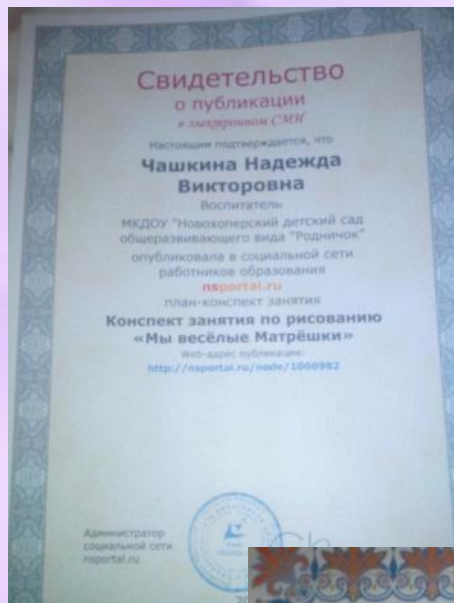 Свидетельство
о публикации
в электронном СМИ
Настоящим подтверждается, что
Чашкина Надежда
Викторовна
Воспитатель
МКДОУ "Новохоперский детский сад
общеразвивающего вида "Родничок"
опубликовала в социальной сети
работников образования
nsportal.ru
план-конспект занятия
Конспект занятия по рисованию
«Мы весёлые Матрёшки»
Web-адрес публикации:
http://nsportal.ru/node/1000982
Администратор
социальной сети
nsportal.ru